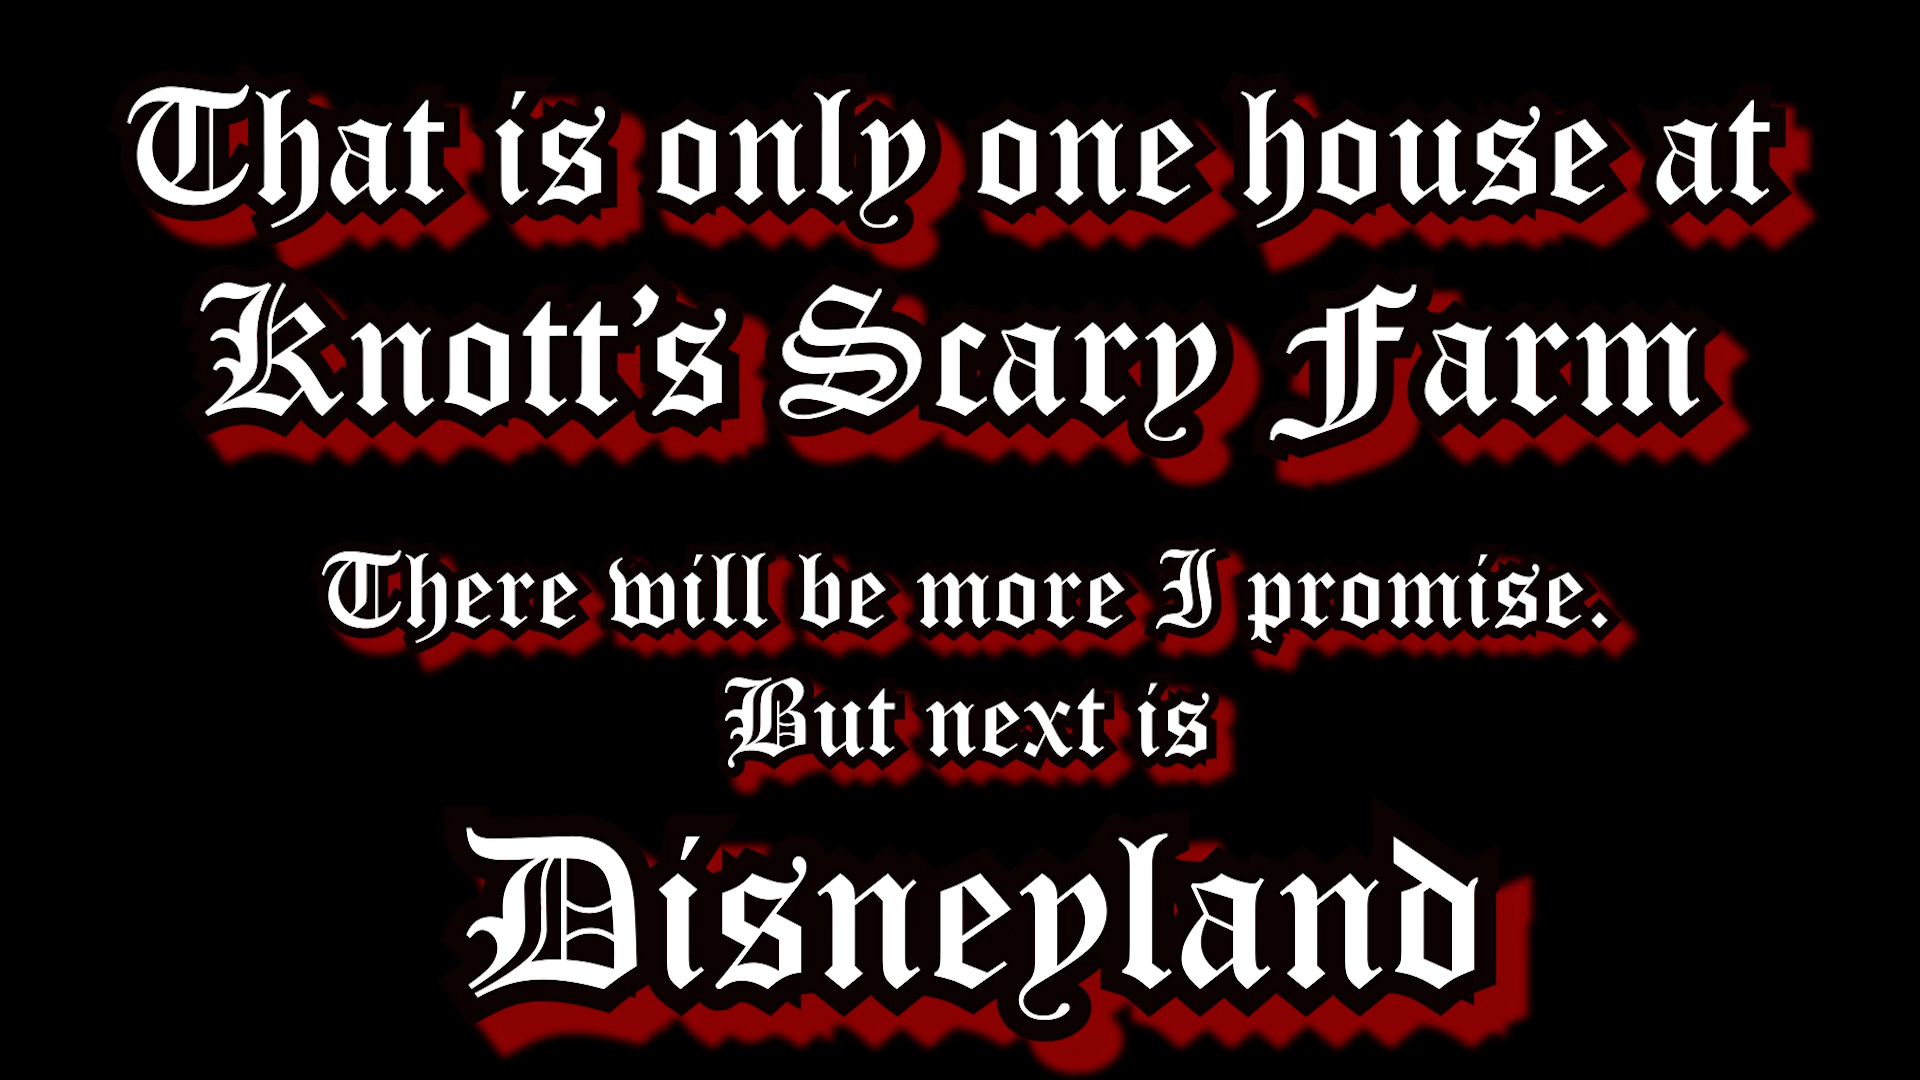 That is only one house at
Knott’s Scary Farm
There will be more I promise.
But next is
Disneyland